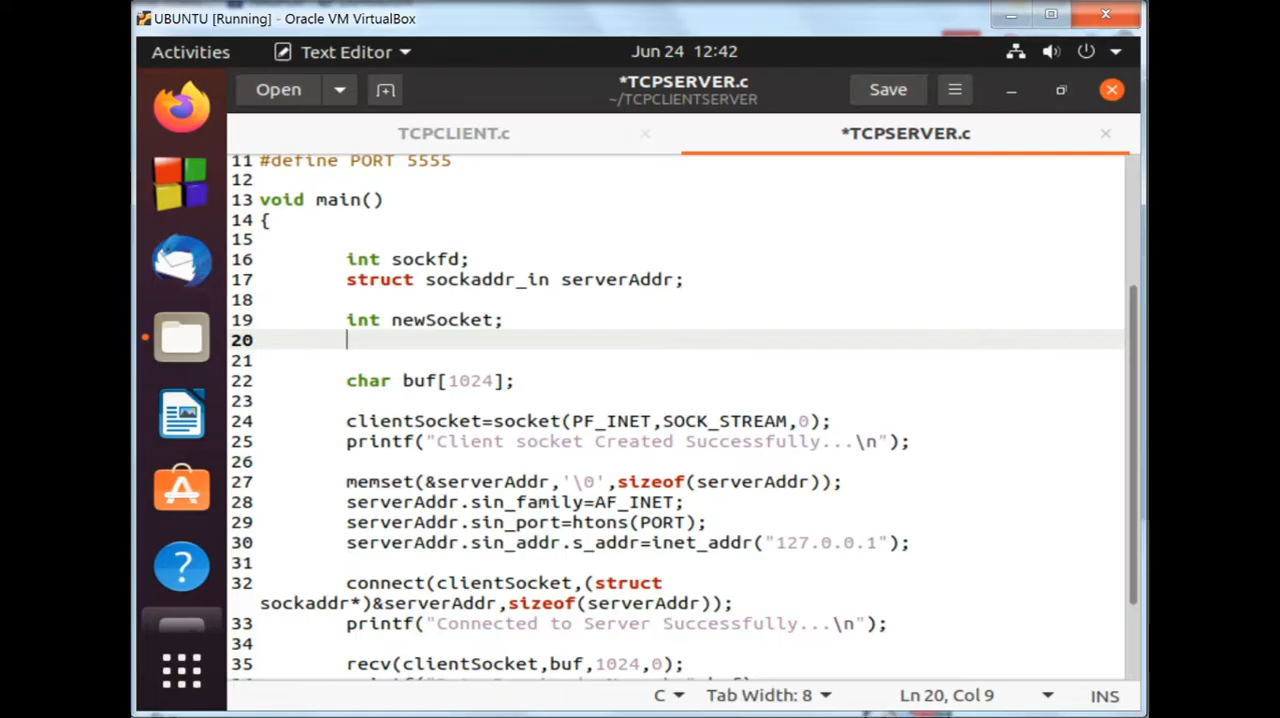 UBUNTU [Running] - Oracle VM VirtualBox
Activities Text Editor Jun 24 12:42
Open *TCPSERVER.c Save
~/TCPCLIENTSERVER
TCPCLIENT.c *TCPSERVER.c
11 #define PORT 5555
12
13 void main()
14 {
15
16 int sockfd;
17 struct sockaddr_in serverAddr;
18
19 int newSocket;
20
21
22 char buf[1024];
23
24 clientSocket=socket(PF_INET,SOCK_STREAM,0);
25 printf("Client socket Created Successfully...\n");
26
27 memset(&serverAddr,'\0',sizeof(serverAddr));
28 serverAddr.sin_family=AF_INET;
29 serverAddr.sin_port=htons(PORT);
30 serverAddr.sin_addr.s_addr=inet_addr("127.0.0.1");
31
32 connect(clientSocket,(struct
sockaddr*)&serverAddr,sizeof(serverAddr));
33 printf("Connected to Server Successfully...\n");
34
35 recv(clientSocket,buf,1024,0);
C Tab Width: 8 Ln 20, Col 9 INS